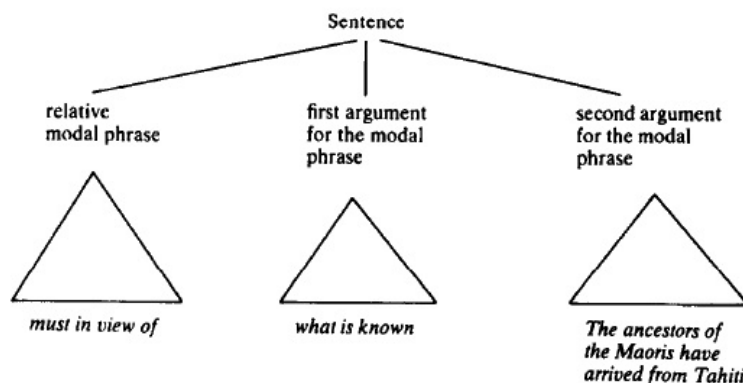 Sentence
relative
modal phrase
first argument
for the modal
phrase
second argument
for the modal
phrase
must in view of
what is known
The ancestors of
the Maoris have
arrived from Tahiti